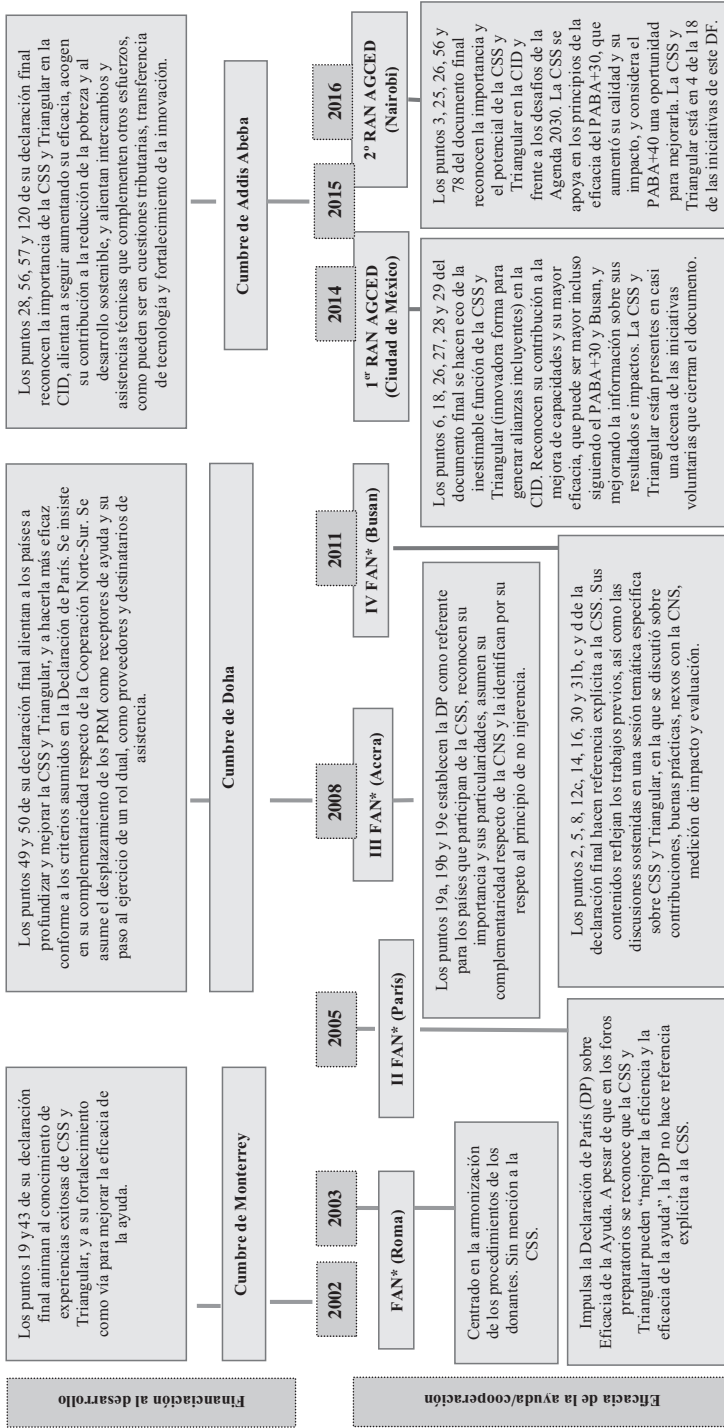 Financiación al desarrollo
Los puntos 19 y 43 de su declaración
final animan al conocimiento de
experiencias exitosas de CSS y
Triangular, y a su fortalecimiento
como vía para mejorar la eficacia de
la ayuda.
Cumbre de Monterrey
Los puntos 49 y 50 de su declaración final alientan a los países a
profundizar y mejorar la CSS y Triangular, y a hacerla más eficaz
conforme a los criterios asumidos en la Declaración de París. Se insiste
en su complementariedad respecto de la Cooperación Norte-Sur. Se
asume el desplazamiento de los PRM como receptores de ayuda y su
paso al ejercicio de un rol dual, como proveedores y destinatarios de
asistencia.
Cumbre de Doha
Los puntos 28, 56, 57 y 120 de su declaración final
reconocen la importancia de la CSS y Triangular en la
CID, alientan a seguir aumentando su eficacia, acogen
su contribución a la reducción de la pobreza y al
desarrollo sostenible, y alientan intercambios y
asistencias técnicas que complementen otros esfuerzos,
como pueden ser en cuestiones tributarias, transferencia
de tecnología y fortalecimiento de la innovación.
Cumbre de Addis Abeba
2002
2003
2005
2008
2011
2014
2015
2016
Eficacia de la ayuda/cooperación
FAN* (Roma)
Centrado en la armonización
de los procedimientos de los
donantes. Sin mención a la
CSS.
II FAN* (París)
Impulsa la Declaración de París (DP) sobre
Eficacia de la Ayuda. A pesar de que en los foros
preparatorios se reconoce que la CSS y
Triangular pueden “mejorar la eficiencia y la
eficacia de la ayuda”, la DP no hace referencia
explícita a la CSS.
III FAN* (Accra)
Los puntos 19a, 19b y 19e establecen la DP como referente
para los países que participan de la CSS, reconocen su
importancia y sus particularidades, asumen su
complementariedad respecto de la CNS y la identifican por su
respeto al principio de no injerencia.
IV FAN* (Busan)
Los puntos 2, 5, 8, 12c, 14, 16, 30 y 31b, c y d de la
declaración final hacen referencia explícita a la CSS. Sus
contenidos reflejan los trabajos previos, así como las
discusiones sostenidas en una sesión temática específica
sobre CSS y Triangular, en la que se discutió sobre
contribuciones, buenas prácticas, nexos con la CNS,
medición de impacto y evaluación.
1er RAN AGCED
(Ciudad de México)
Los puntos 6, 18, 26, 27, 28 y 29 del
documento final se hacen eco de la
inestimable función de la CSS y
Triangular (innovadora forma para
generar alianzas incluyentes) en la
CID. Reconocen su contribución a la
mejora de capacidades y su mayor
eficacia, que puede ser mayor incluso
siguiendo el PABA+30 y Busan, y
mejorando la información sobre sus
resultados e impactos. La CSS y
Triangular están presentes en casi
una decena de las iniciativas
voluntarias que cierran el documento.
2º RAN AGCED
(Nairobi)
Los puntos 3, 25, 26, 56 y
78 del documento final
reconocen la importancia y
el potencial de la CSS y
Triangular en la CID y
frente a los desafíos de la
Agenda 2030. La CSS se
apoya en los principios de la
eficacia del PABA+30, que
aumentó su calidad y su
impacto, y considera el
PABA+40 una oportunidad
para mejorarla. La CSS y
Triangular está en 4 de la 18
de las iniciativas de este DF.